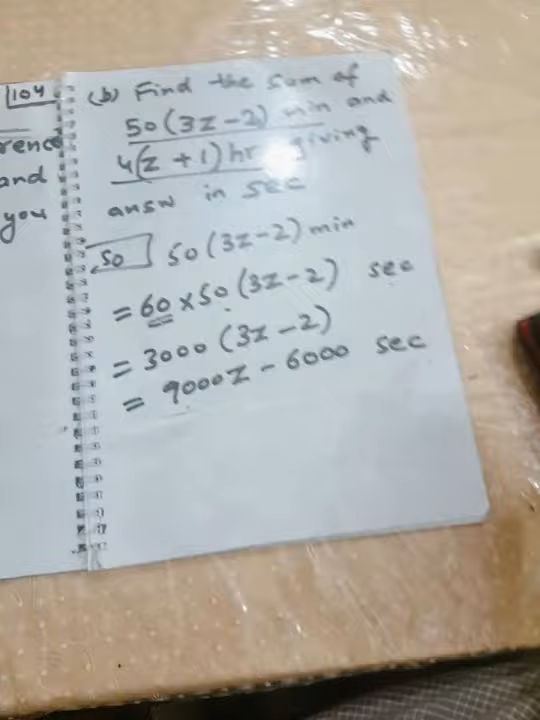 104
rence
and
you
(b) Find the sum of
50(3z-2) min and
4(z+1) hr giving
answ in sec
So 50(3z-2) min
= 60×50(3z-2) sec
= 3000(3z-2)
= 9000z - 6000 sec